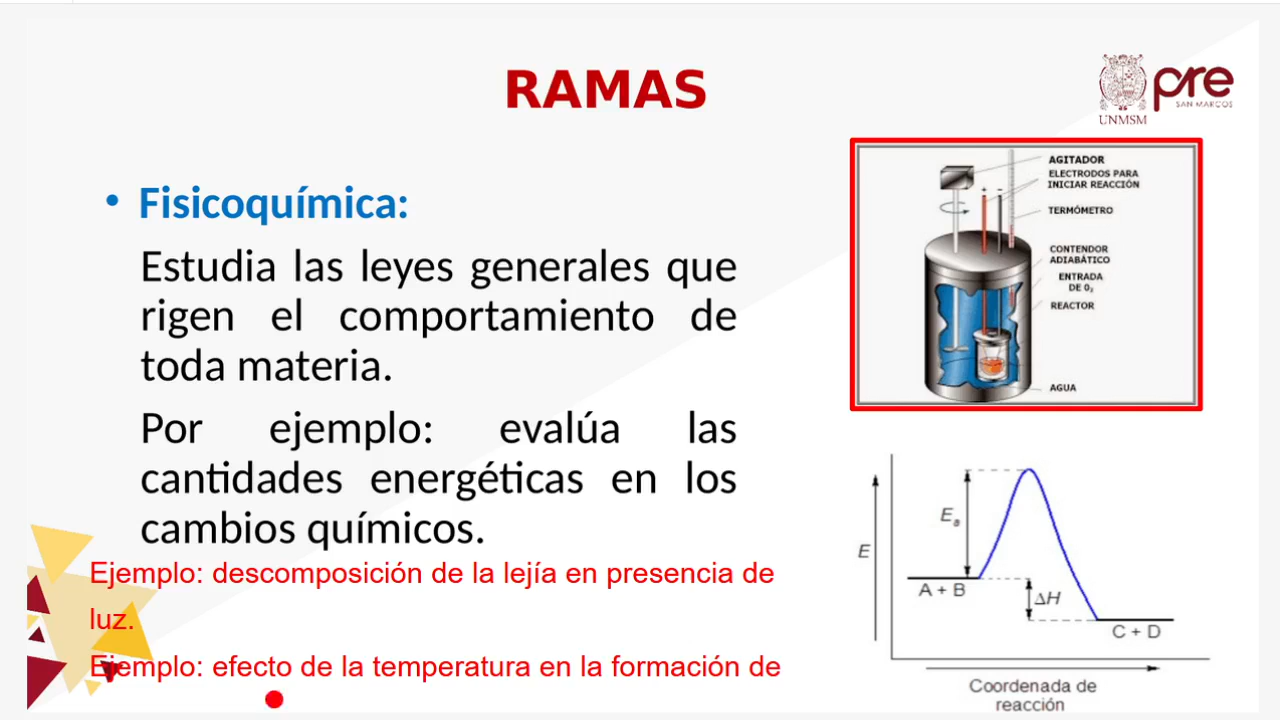 RAMAS
UNMSM
pre
SAN MARCOS
• Fisicoquímica:
Estudia las leyes generales que
rigen el comportamiento de
toda materia.
Por ejemplo: evalúa las
cantidades energéticas en los
cambios químicos.
Ejemplo: descomposición de la lejía en presencia de
luz.
Ejemplo: efecto de la temperatura en la formación de
AGITADOR
ELECTRODOS PARA
INICIAR REACCIÓN
TERMÓMETRO
CONTENDOR
ADIABÁTICO
ENTRADA
DE 0₂
REACTOR
AGUA
+ −
E
Eₐ
A + B
ΔH
C + D
Coordenada de
reacción